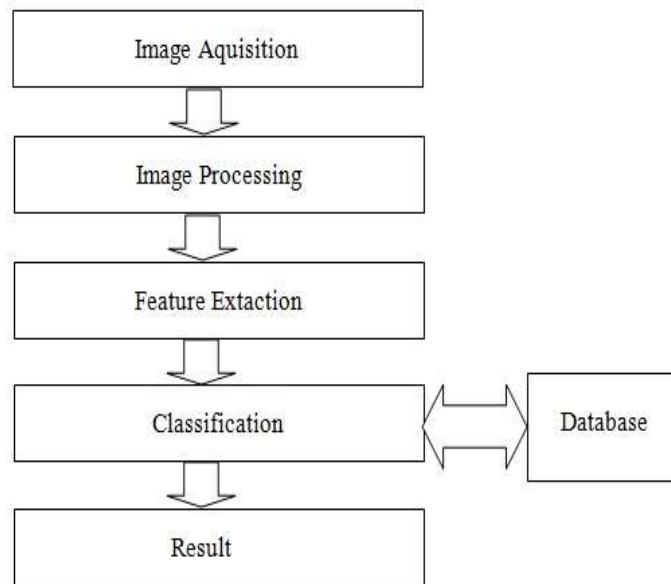 Image Aquisition
Image Processing
Feature Extaction
Classification
Database
Result